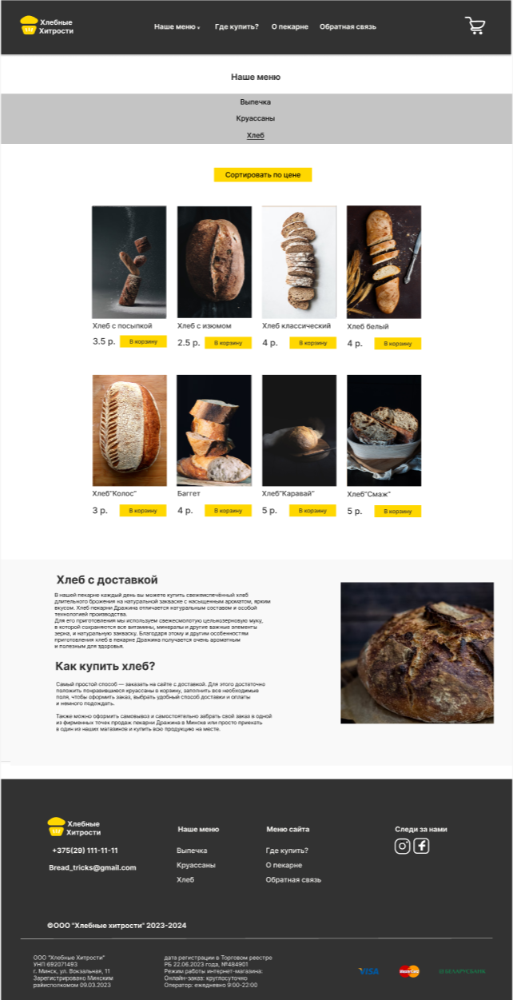 Хлебные
Хитрости
Наше меню
Где купить?
О пекарне
Обратная связь
Наше меню
Выпечка
Круассаны
Хлеб
Сортировать по цене
Хлеб с посыпкой
Хлеб с изюмом
Хлеб классический
Хлеб белый
3.5 р.
В корзину
2.5 р.
В корзину
4 р.
В корзину
4 р.
В корзину
Хлеб"Колос"
Баггет
Хлеб"Каравай"
Хлеб"Смаж"
3 р.
В корзину
4 р.
В корзину
5 р.
В корзину
5 р.
В корзину
Хлеб с доставкой
В нашей пекарне каждый день вы можете купить свежеиспечённый хлеб
длительного брожения на натуральной закваске с насыщенным ароматом, ярким
вкусом. Хлеб пекарни Дражина отличается натуральным составом и особой
технологией производства.
Для его приготовления мы используем свежесмолотую цельнозерновую муку,
в которой сохраняются все витамины, минералы и другие важные элементы
зерна, и натуральную закваску. Благодаря этому и другим особенностям
приготовления хлеб в пекарне Дражина получается очень ароматным
и полезным для здоровья.
Как купить хлеб?
Самый простой способ — заказать на сайте с доставкой. Для этого достаточно
положить понравившиеся круассаны в корзину, заполнить все необходимые
поля, чтобы оформить заказ, выбрать удобный способ доставки и оплаты
и немного подождать.
Также можно оформить самовывоз и самостоятельно забрать свой заказ в одной
из фирменных точек продаж пекарни Дражина в Минске или просто приехать
в один из наших магазинов и купить всю продукцию на месте.
Хлебные
Хитрости
+375(29) 111-11-11
Bread_tricks@gmail.com
Наше меню
Выпечка
Круассаны
Хлеб
Меню сайта
Где купить?
О пекарне
Обратная связь
Следи за нами
©ООО "Хлебные хитрости" 2023-2024
ООО "Хлебные Хитрости"
УНП 692071493
г. Минск, ул. Вокзальная, 11
Зарегистрировано Минским
райисполкомом 09.03.2023
дата регистрации в Торговом реестре
РБ 22.06.2023 года, №484901
Режим работы интернет-магазина:
Онлайн-заказ: круглосуточно
Оператор: ежедневно 9:00-22:00
VISA
MasterCard
БЕЛАРУСБАНК